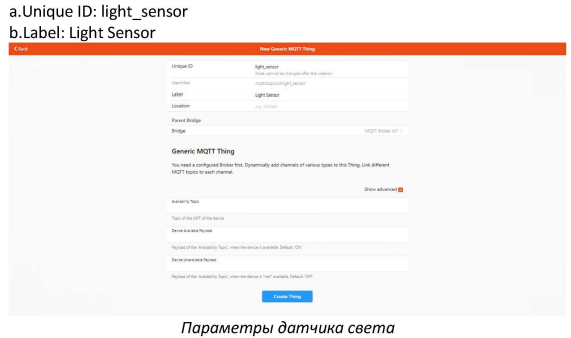 a.Unique ID: light_sensor
b.Label: Light Sensor
Back
New Generic MQTT Thing
Unique ID
light_sensor
Note: cannot be changed after the creation
Identifier
mqtt:topic:iot:light_sensor
Label
Light Sensor
Location
e.g. Kitchen
Parent Bridge
Bridge
MQTT Broker IoT
Generic MQTT Thing
You need a configured Broker first. Dynamically add channels of various types to this Thing. Link different
MQTT topics to each channel.
Show advanced
Availability Topic
Topic of the LWT of the device
Device Available Payload
Payload of the 'Availability Topic', when the device is available. Default: 'ON'
Device Unavailable Payload
Payload of the 'Availability Topic', when the device is *not* available. Default: 'OFF'
Create Thing
Параметры датчика света